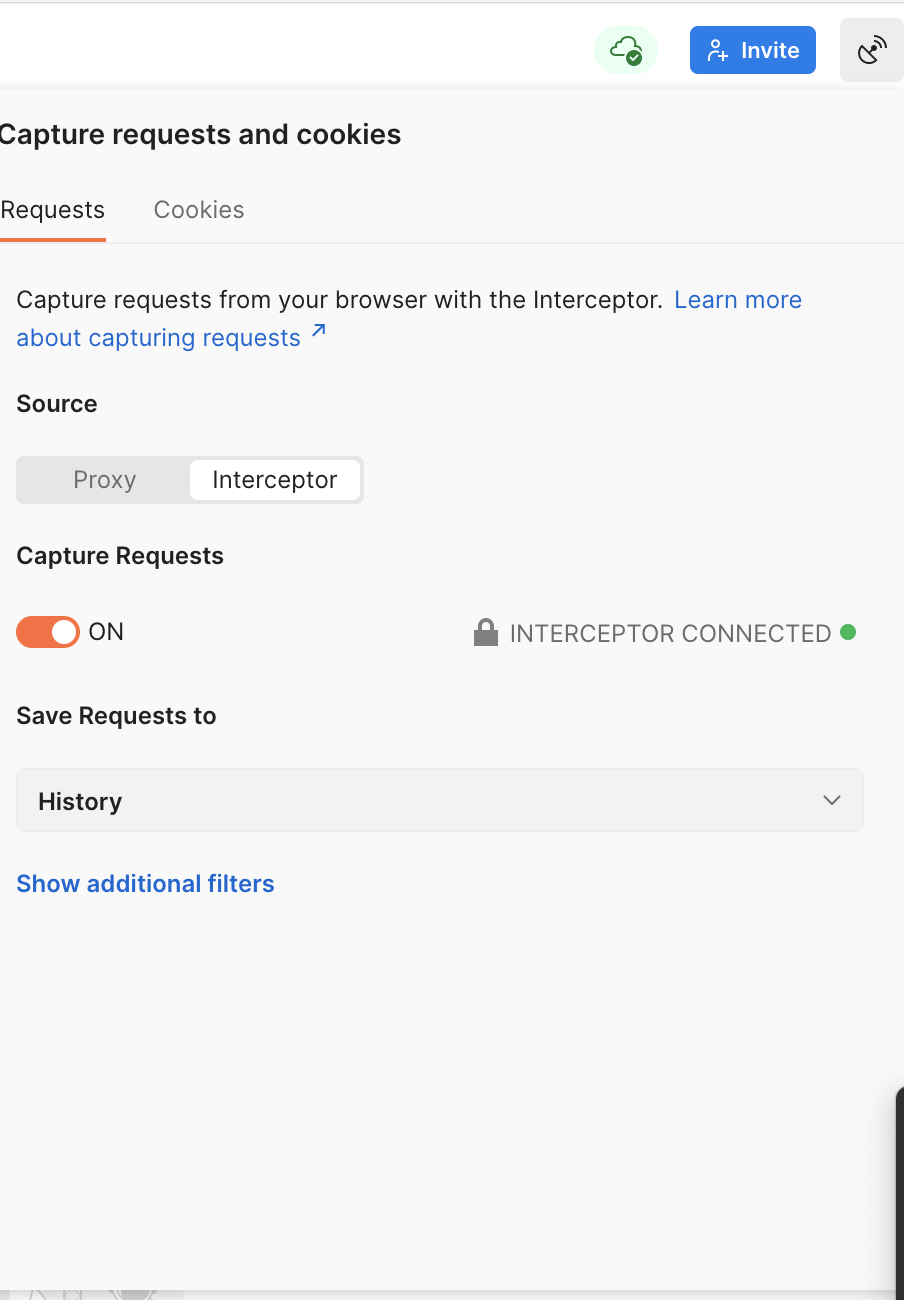 Invite
Capture requests and cookies
Requests Cookies
Capture requests from your browser with the Interceptor. Learn more
about capturing requests ↗
Source
Proxy Interceptor
Capture Requests
ON INTERCEPTOR CONNECTED
Save Requests to
History
Show additional filters